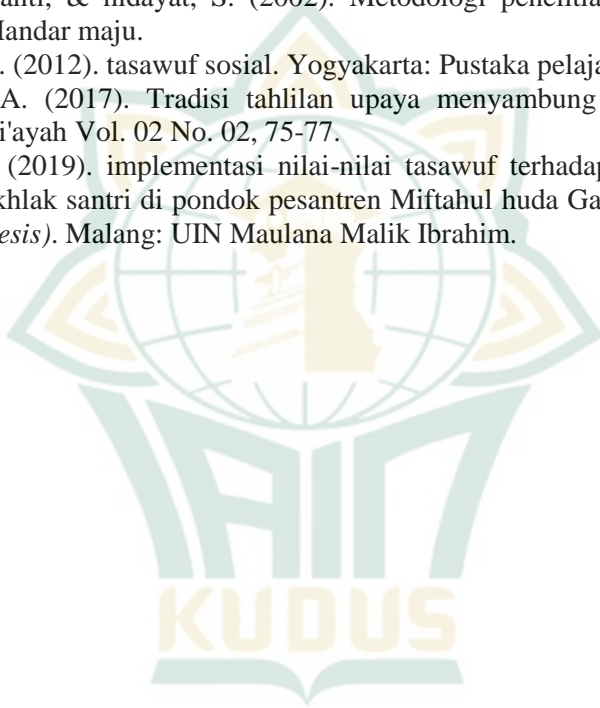 anti, & hidayat, S. (2002). Metodologi penelitia
Mandar maju.
. (2012). tasawuf sosial. Yogyakarta: Pustaka pelaja
A. (2017). Tradisi tahlilan upaya menyambung
i'ayah Vol. 02 No. 02, 75-77.
(2019). implementasi nilai-nilai tasawuf terhadap
khlak santri di pondok pesantren Miftahul huda Ga
esis). Malang: UIN Maulana Malik Ibrahim.
IAIN
KUDUS